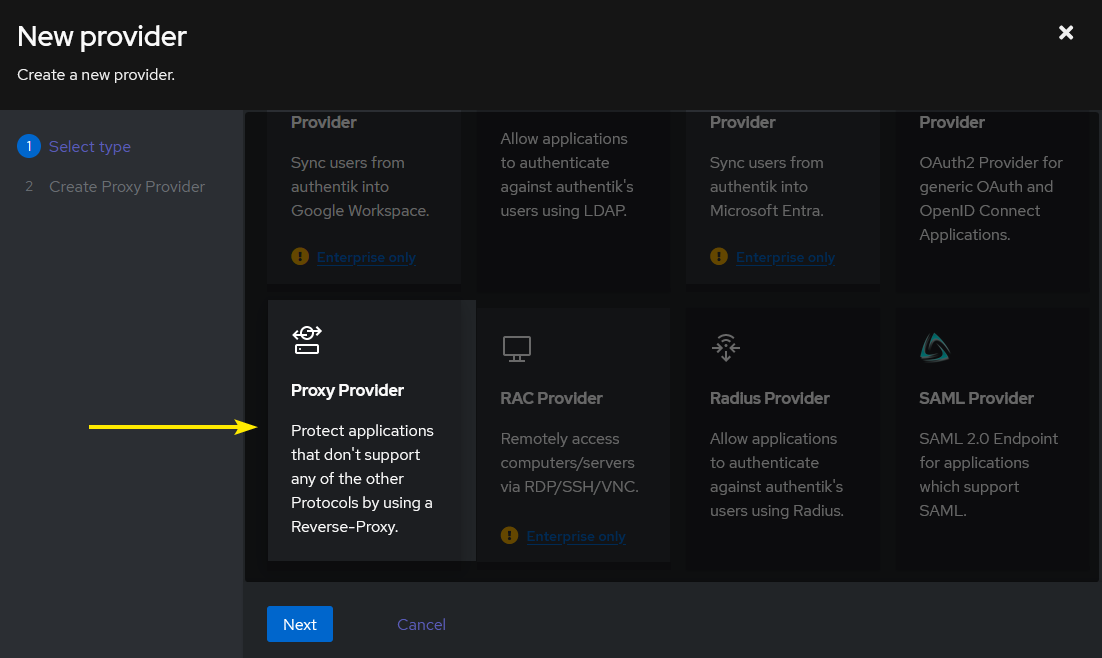 New provider
Create a new provider.
1 Select type
2 Create Proxy Provider
Provider
Sync users from
authentik into
Google Workspace.
Enterprise only
Allow applications
to authenticate
against authentik's
users using LDAP.
Provider
Sync users from
authentik into
Microsoft Entra.
Enterprise only
Provider
OAuth2 Provider for
generic OAuth and
OpenID Connect
Applications.
Proxy Provider
Protect applications
that don't support
any of the other
Protocols by using a
Reverse-Proxy.
RAC Provider
Remotely access
computers/servers
via RDP/SSH/VNC.
Enterprise only
Radius Provider
Allow applications
to authenticate
against authentik's
users using Radius.
SAML Provider
SAML 2.0 Endpoint
for applications
which support
SAML.
Next
Cancel